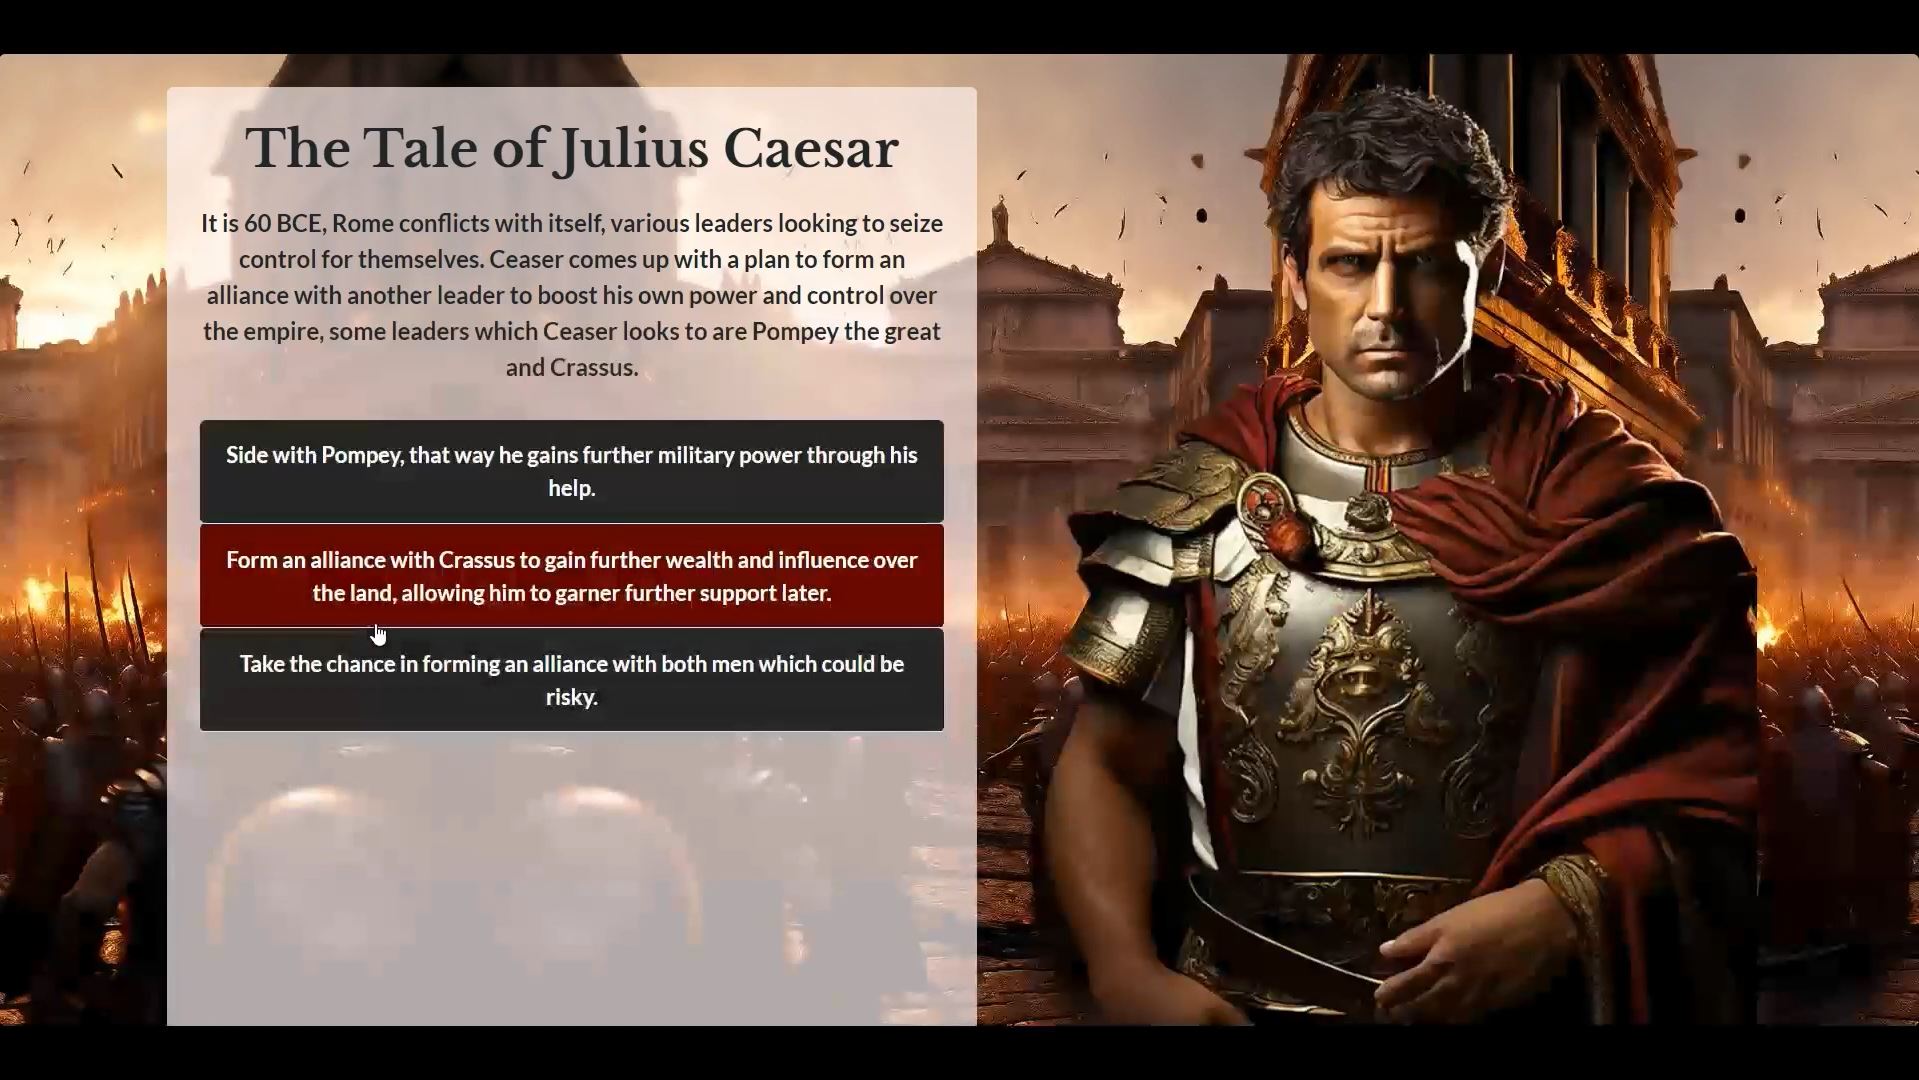 The Tale of Julius Caesar
It is 60 BCE, Rome conflicts with itself, various leaders looking to seize
control for themselves. Ceaser comes up with a plan to form an
alliance with another leader to boost his own power and control over
the empire, some leaders which Ceaser looks to are Pompey the great
and Crassus.
Side with Pompey, that way he gains further military power through his
help.
Form an alliance with Crassus to gain further wealth and influence over
the land, allowing him to garner further support later.
Take the chance in forming an alliance with both men which could be
risky.